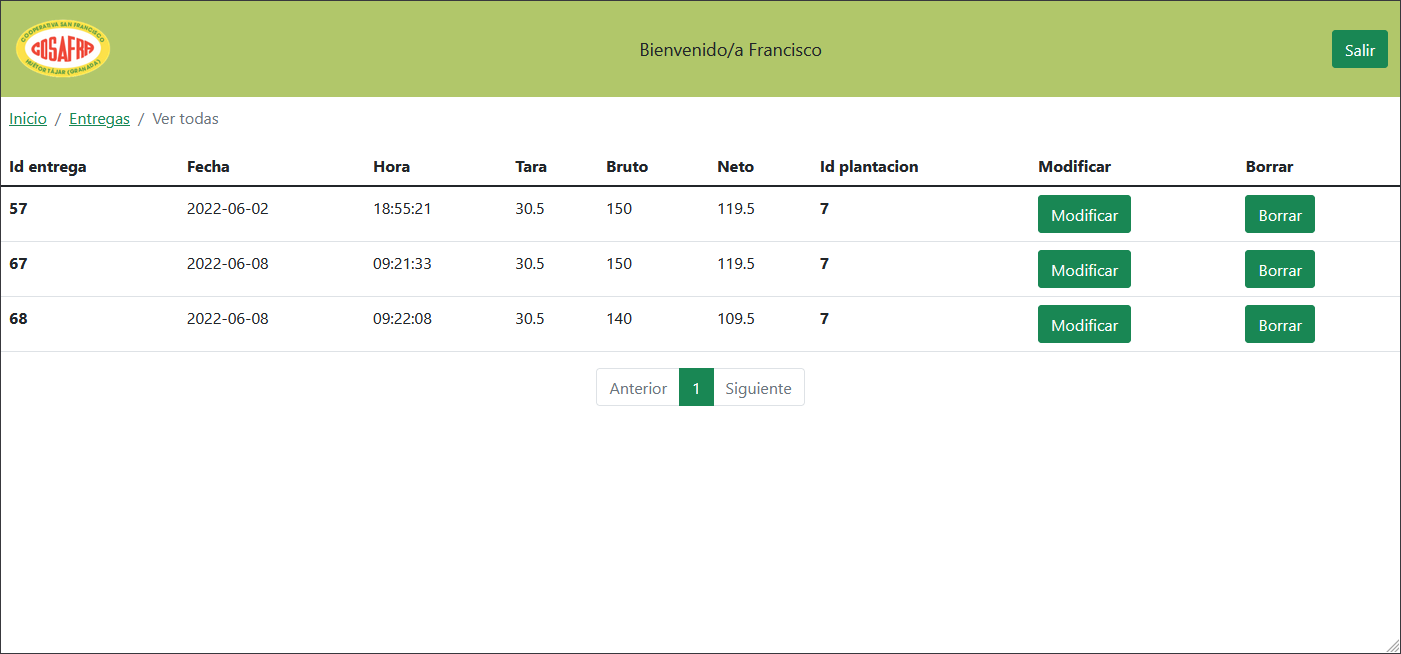 COOPERATIVA SAN FRANCISCO
COSAFRA
HUETOR TAJAR (GRANADA)
Bienvenido/a Francisco
Salir
Inicio / Entregas / Ver todas
Id entrega Fecha Hora Tara Bruto Neto Id plantacion Modificar Borrar
57 2022-06-02 18:55:21 30.5 150 119.5 7 Modificar Borrar
67 2022-06-08 09:21:33 30.5 150 119.5 7 Modificar Borrar
68 2022-06-08 09:22:08 30.5 140 109.5 7 Modificar Borrar
Anterior 1 Siguiente